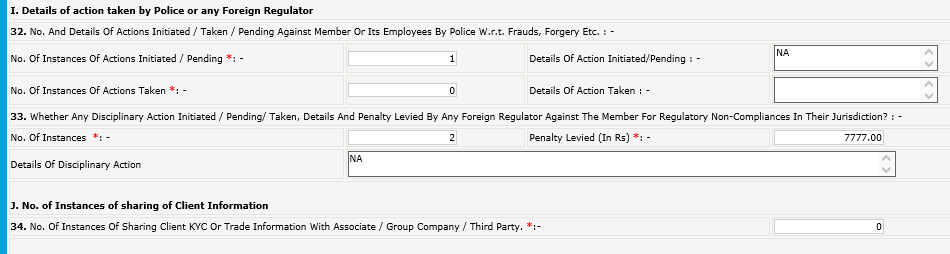 I. Details of action taken by Police or any Foreign Regulator
32. No. And Details Of Actions Initiated / Taken / Pending Against Member Or Its Employees By Police W.r.t. Frauds, Forgery Etc. : -
No. Of Instances Of Actions Initiated / Pending *: - 1 Details Of Action Initiated/Pending : - NA
No. Of Instances Of Actions Taken *: - 0 Details Of Action Taken : -
33. Whether Any Disciplinary Action Initiated / Pending/ Taken, Details And Penalty Levied By Any Foreign Regulator Against The Member For Regulatory Non-Compliances In Their Jurisdiction? : -
No. Of Instances *: - 2 Penalty Levied (In Rs) *: - 7777.00
Details Of Disciplinary Action NA
J. No. of Instances of sharing of Client Information
34. No. Of Instances Of Sharing Client KYC Or Trade Information With Associate / Group Company / Third Party. *:- 0